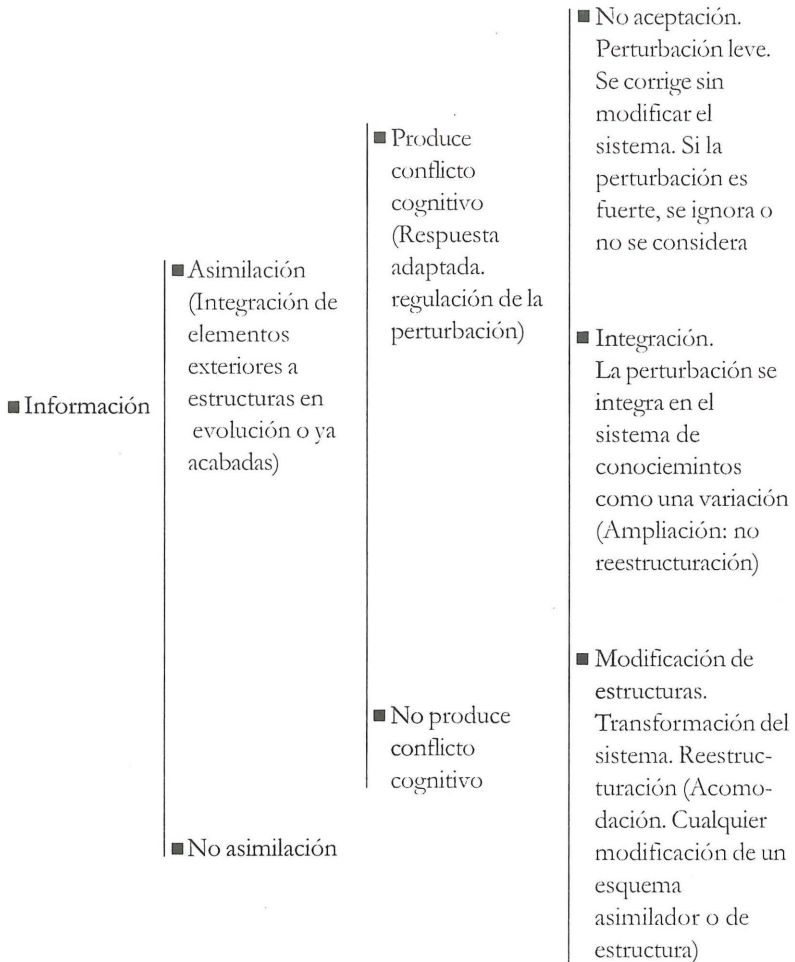 ■ Información
■ Asimilación
(Integración de
elementos
exteriores a
estructuras en
evolución o ya
acabadas)
■ No asimilación
■ Produce
conflicto
cognitivo
(Respuesta
adaptada.
regulación de la
perturbación)
■ No produce
conflicto
cognitivo
■ No aceptación.
Perturbación leve.
Se corrige sin
modificar el
sistema. Si la
perturbación es
fuerte, se ignora o
no se considera
■ Integración.
La perturbación se
integra en el
sistema de
conociemintos
como una variación
(Ampliación: no
reestructuración)
■ Modificación de
estructuras.
Transformación del
sistema. Reestruc-
turación (Acomo-
dación. Cualquier
modificación de un
esquema
asimilador o de
estructura)